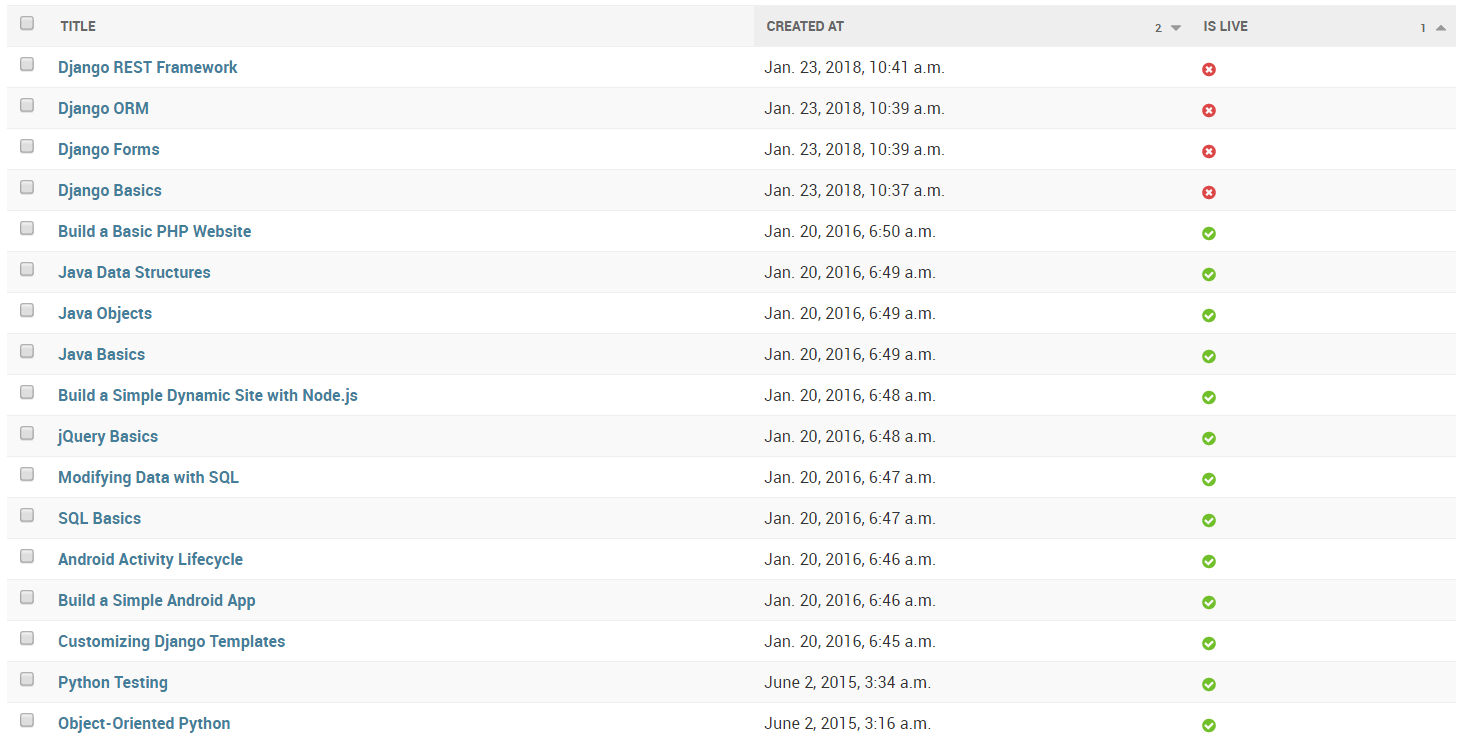 TITLE CREATED AT 2 IS LIVE 1
Django REST Framework Jan. 23, 2018, 10:41 a.m.
Django ORM Jan. 23, 2018, 10:39 a.m.
Django Forms Jan. 23, 2018, 10:39 a.m.
Django Basics Jan. 23, 2018, 10:37 a.m.
Build a Basic PHP Website Jan. 20, 2016, 6:50 a.m.
Java Data Structures Jan. 20, 2016, 6:49 a.m.
Java Objects Jan. 20, 2016, 6:49 a.m.
Java Basics Jan. 20, 2016, 6:49 a.m.
Build a Simple Dynamic Site with Node.js Jan. 20, 2016, 6:48 a.m.
jQuery Basics Jan. 20, 2016, 6:48 a.m.
Modifying Data with SQL Jan. 20, 2016, 6:47 a.m.
SQL Basics Jan. 20, 2016, 6:47 a.m.
Android Activity Lifecycle Jan. 20, 2016, 6:46 a.m.
Build a Simple Android App Jan. 20, 2016, 6:46 a.m.
Customizing Django Templates Jan. 20, 2016, 6:45 a.m.
Python Testing June 2, 2015, 3:34 a.m.
Object-Oriented Python June 2, 2015, 3:16 a.m.